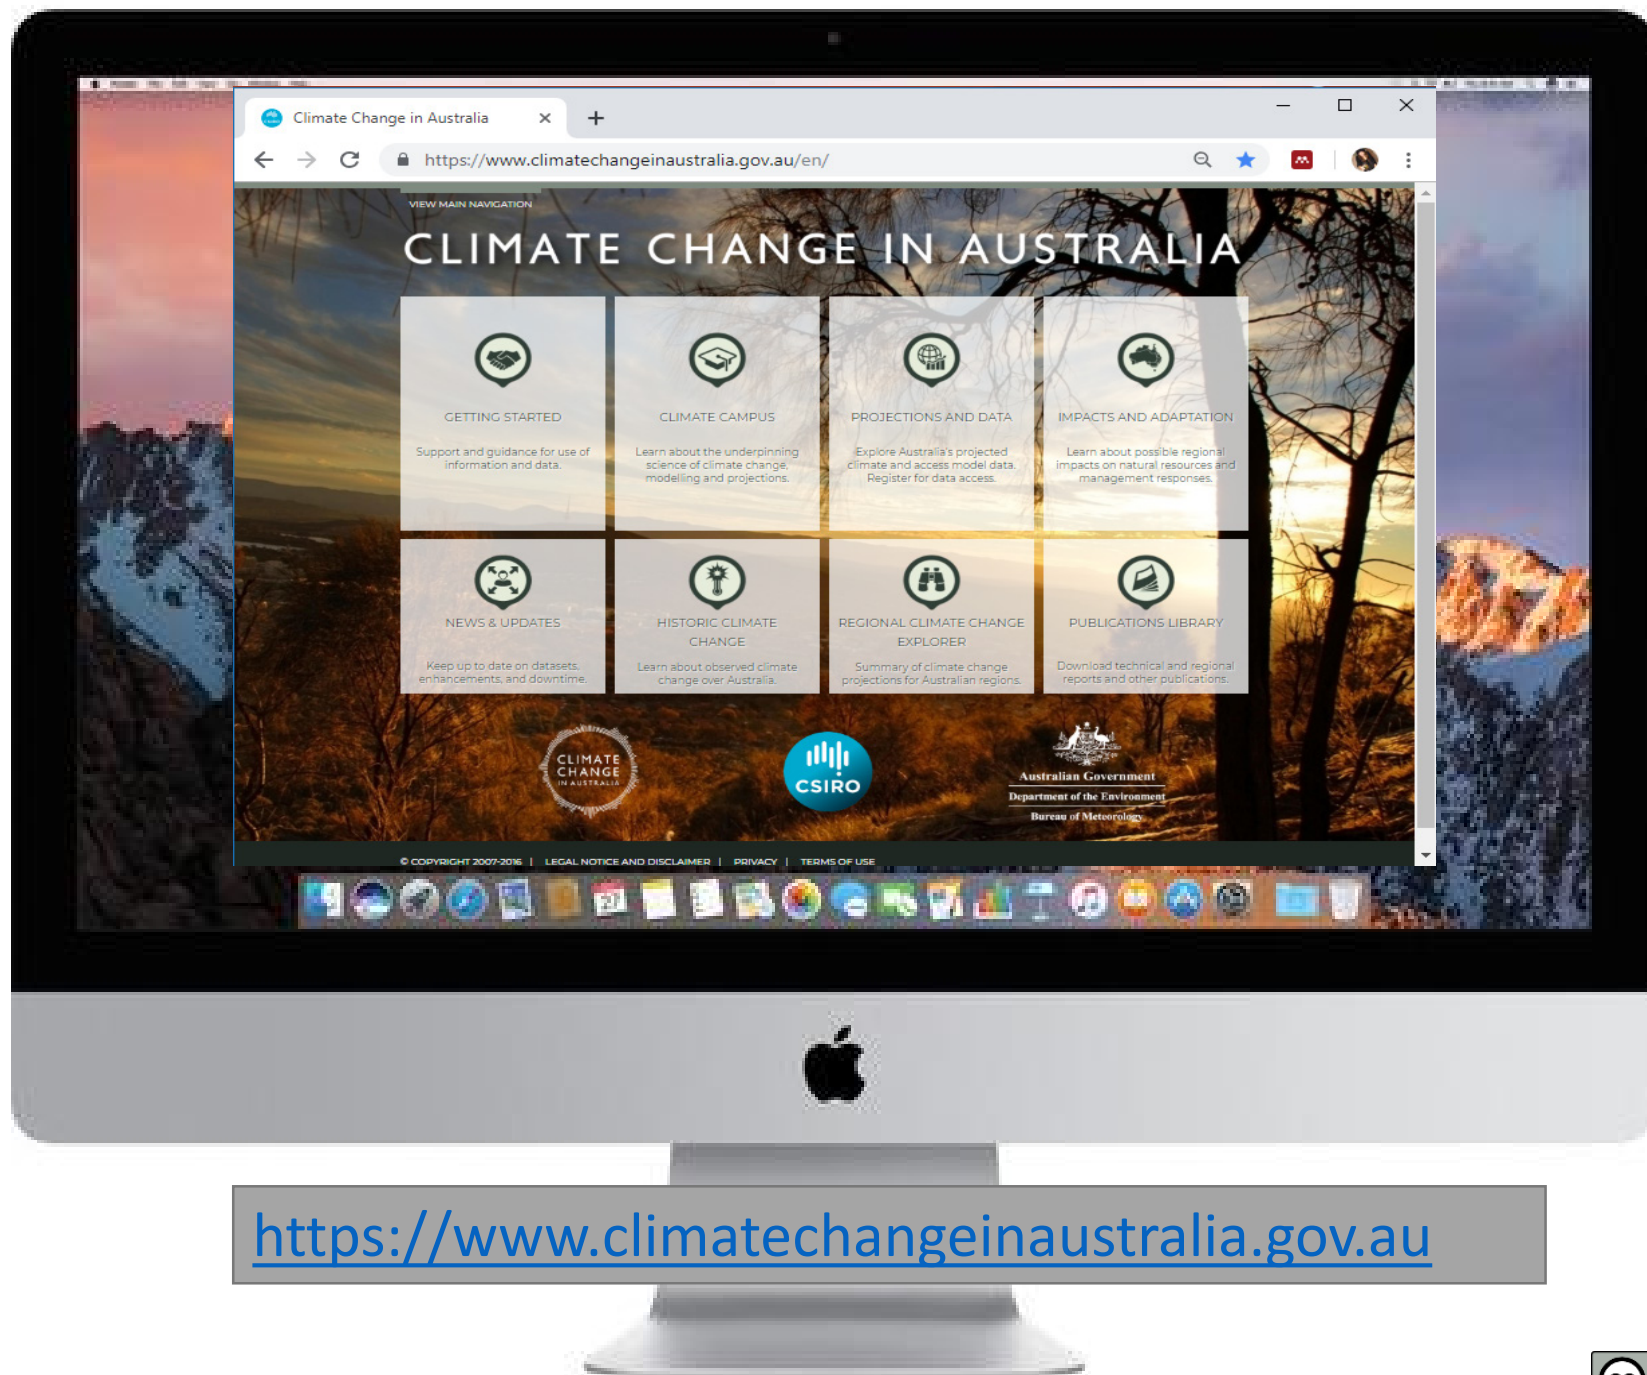 Climate Change in Australia
https://www.climatechangeinaustralia.gov.au/en/
VIEW MAIN NAVIGATION
CLIMATE CHANGE IN AUSTRALIA
GETTING STARTED
Support and guidance for use of
information and data.
CLIMATE CAMPUS
Learn about the underpinning
science of climate change,
modelling and projections.
PROJECTIONS AND DATA
Explore Australia's projected
climate and access model data.
Register for data access.
IMPACTS AND ADAPTATION
Learn about possible regional
impacts on natural resources and
management responses.
NEWS & UPDATES
Keep up to date on datasets,
enhancements, and downtime.
HISTORIC CLIMATE
CHANGE
Learn about observed climate
change over Australia.
REGIONAL CLIMATE CHANGE
EXPLORER
Summary of climate change
projections for Australian regions.
PUBLICATIONS LIBRARY
Download technical and regional
reports and other publications.
CLIMATE
CHANGE
IN AUSTRALIA
CSIRO
Australian Government
Department of the Environment
Bureau of Meteorology
© COPYRIGHT 2007-2016 | LEGAL NOTICE AND DISCLAIMER | PRIVACY | TERMS OF USE
27
https://www.climatechangeinaustralia.gov.au